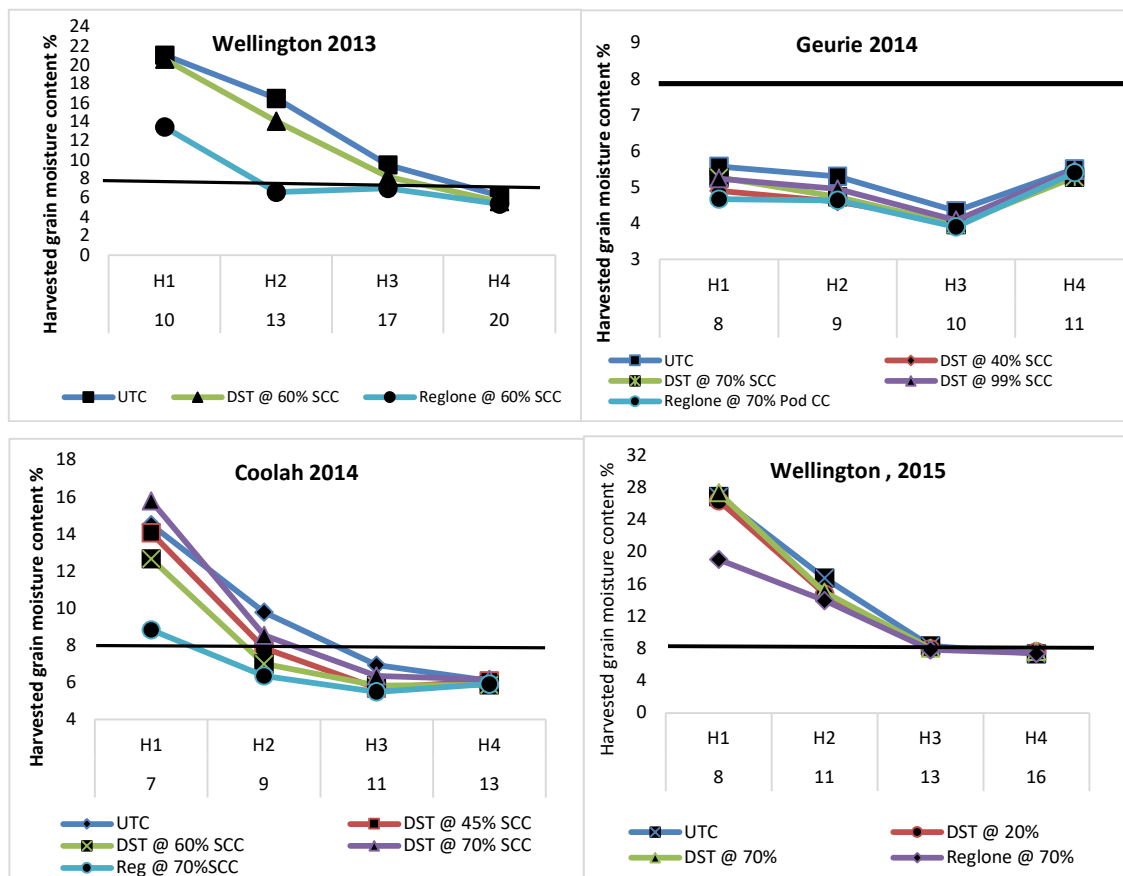 Wellington 2013
Harvested grain moisture content %
24
22
20
18
16
14
12
10
8
6
4
2
0
H1 H2 H3 H4
10 13 17 20
UTC DST @ 60% SCC Reglone @ 60% SCC
Geurie 2014
Harvested grain moisture content %
9
8
7
6
5
4
3
H1 H2 H3 H4
8 9 10 11
UTC DST @ 40% SCC
DST @ 70% SCC DST @ 99% SCC
Reglone @ 70% Pod CC
Coolah 2014
Harvested grain moisture content %
18
16
14
12
10
8
6
4
H1 H2 H3 H4
7 9 11 13
UTC DST @ 45% SCC
DST @ 60% SCC DST @ 70% SCC
Reg @ 70%SCC
Wellington , 2015
Harvested grain moisture content %
32
28
24
20
16
12
8
4
0
H1 H2 H3 H4
8 11 13 16
UTC DST @ 20%
DST @ 70% Reglone @ 70%